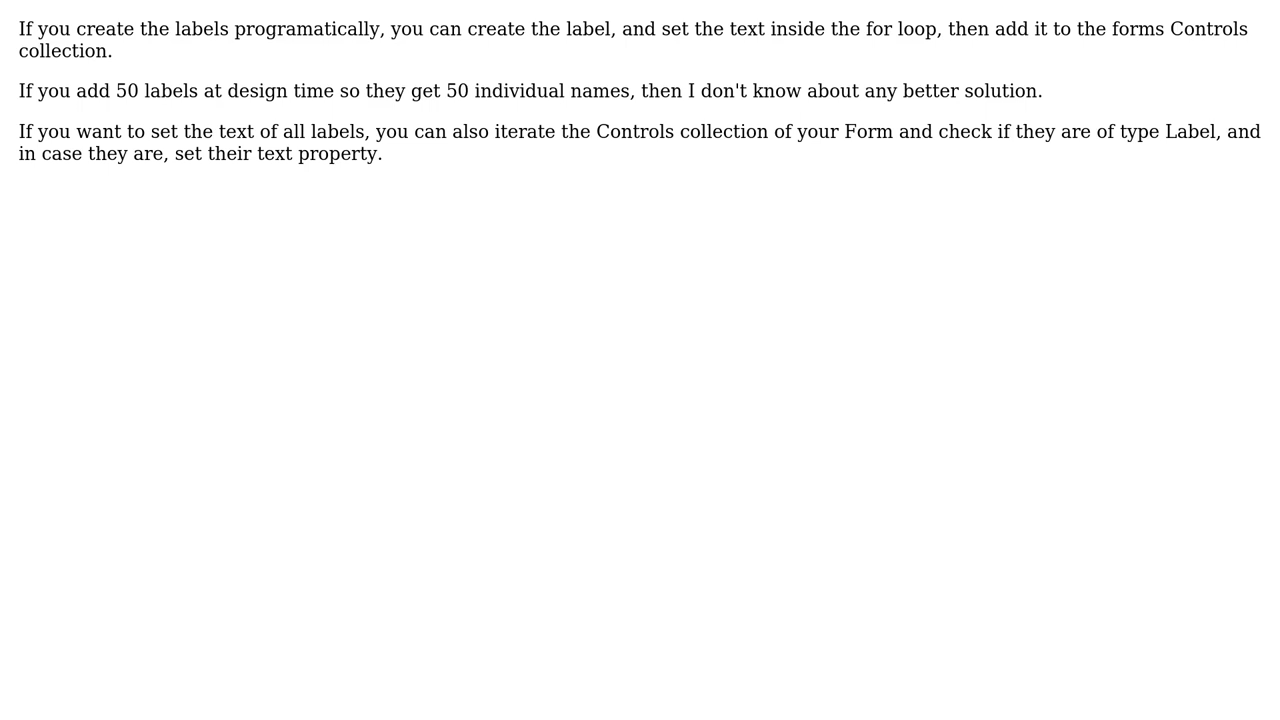 If you create the labels programatically, you can create the label, and set the text inside the for loop, then add it to the forms Controls
collection.
If you add 50 labels at design time so they get 50 individual names, then I don't know about any better solution.
If you want to set the text of all labels, you can also iterate the Controls collection of your Form and check if they are of type Label, and
in case they are, set their text property.